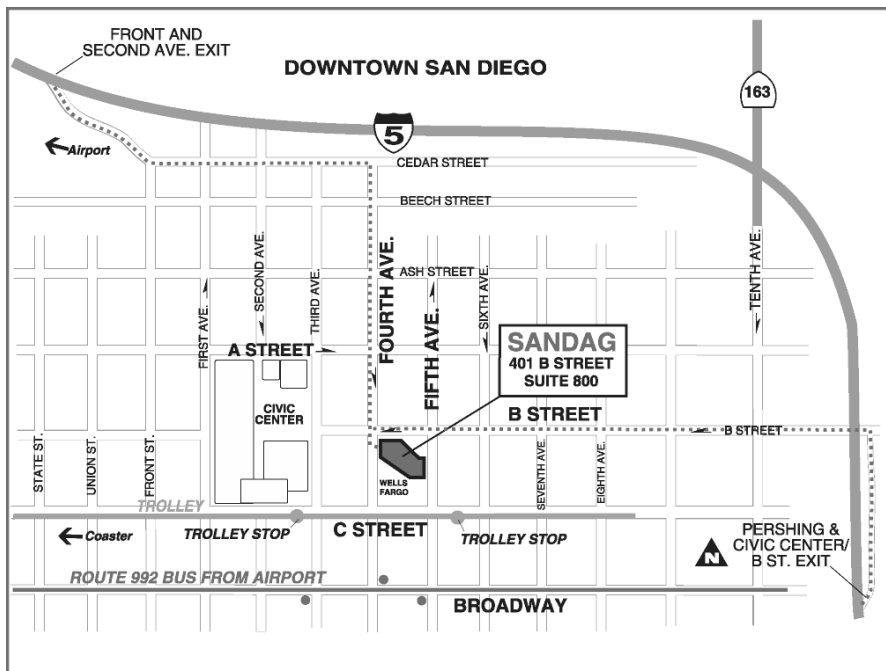 FRONT AND
SECOND AVE. EXIT
DOWNTOWN SAN DIEGO
163
5
Airport
CEDAR STREET
BEECH STREET
ASH STREET
FIRST AVE.
SECOND AVE.
THIRD AVE.
FOURTH AVE.
FIFTH AVE.
SIXTH AVE.
TENTH AVE.
A STREET
SANDAG
401 B STREET
SUITE 800
CIVIC
CENTER
B STREET
B STREET
STATE ST.
UNION ST.
FRONT ST.
WELLS
FARGO
SEVENTH AVE.
EIGHTH AVE.
TROLLEY
Coaster
TROLLEY STOP
C STREET
TROLLEY STOP
N
PERSHING &
CIVIC CENTER/
B ST. EXIT
ROUTE 992 BUS FROM AIRPORT
BROADWAY